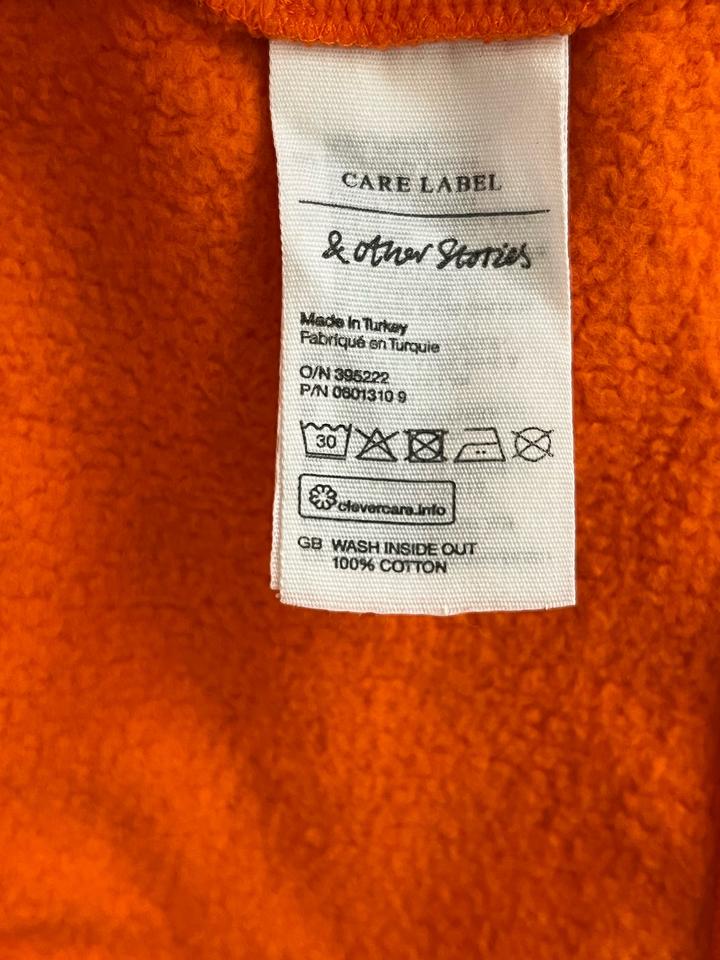 CARE LABEL
& other Stories
Made in Turkey
Fabriqué en Turquie
O/N 395222
P/N 0601310 9
30
clevercare.info
GB WASH INSIDE OUT
100% COTTON